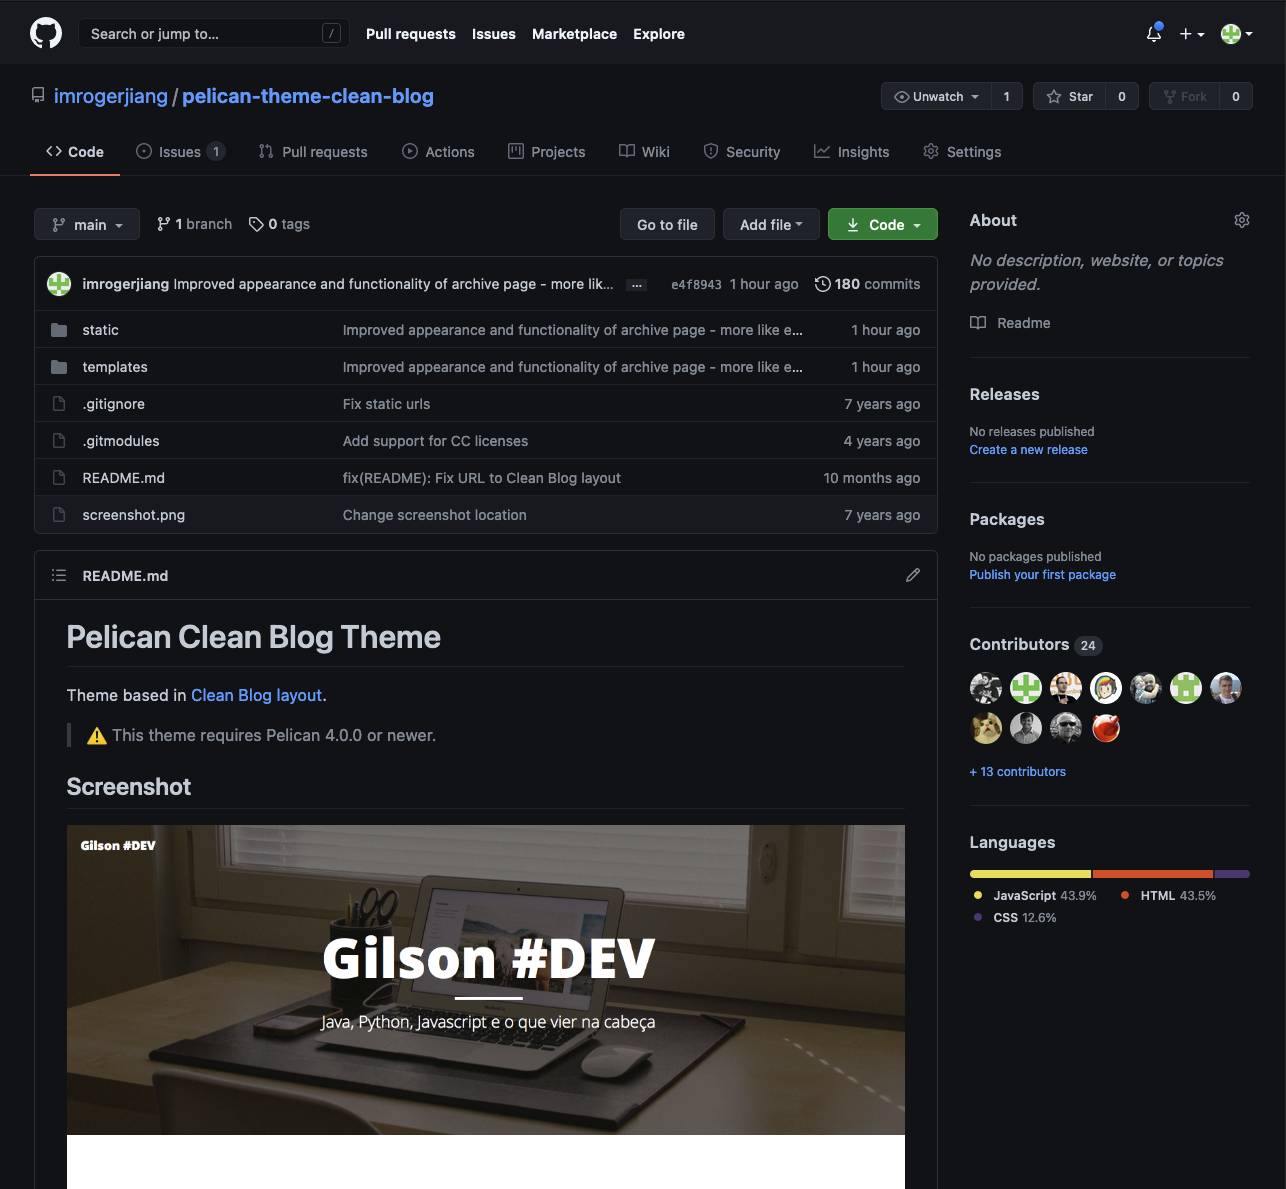 Search or jump to... / Pull requests Issues Marketplace Explore
imrogerjiang / pelican-theme-clean-blog Unwatch 1 Star 0 Fork 0
Code Issues 1 Pull requests Actions Projects Wiki Security Insights Settings
main 1 branch 0 tags Go to file Add file Code
imrogerjiang Improved appearance and functionality of archive page - more lik... ... e4f8943 1 hour ago 180 commits
static Improved appearance and functionality of archive page - more like e... 1 hour ago
templates Improved appearance and functionality of archive page - more like e... 1 hour ago
.gitignore Fix static urls 7 years ago
.gitmodules Add support for CC licenses 4 years ago
README.md fix(README): Fix URL to Clean Blog layout 10 months ago
screenshot.png Change screenshot location 7 years ago
README.md
Pelican Clean Blog Theme
Theme based in Clean Blog layout.
This theme requires Pelican 4.0.0 or newer.
Screenshot
Gilson #DEV
Gilson #DEV
Java, Python, Javascript e o que vier na cabeça
About
No description, website, or topics
provided.
Readme
Releases
No releases published
Create a new release
Packages
No packages published
Publish your first package
Contributors 24
+ 13 contributors
Languages
JavaScript 43.9% HTML 43.5%
CSS 12.6%